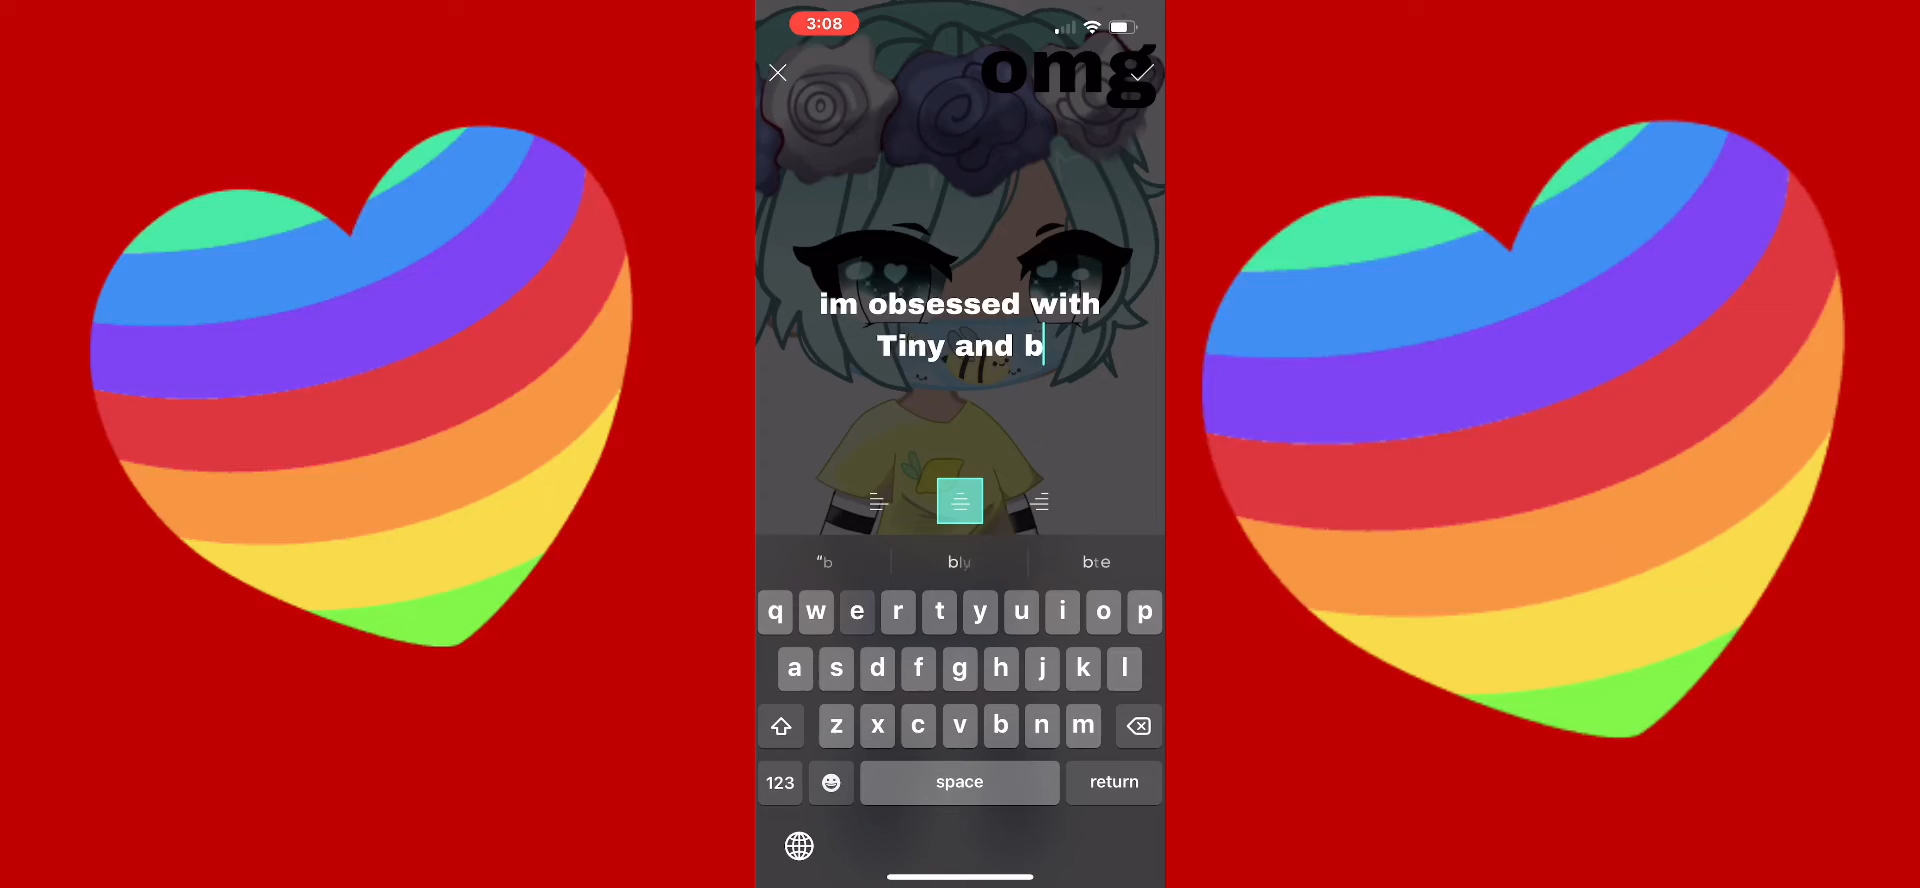 3:08
omg
im obsessed with
Tiny and b
“b bly bte
q w e r t y u i o p
a s d f g h j k l
z x c v b n m
123 space return